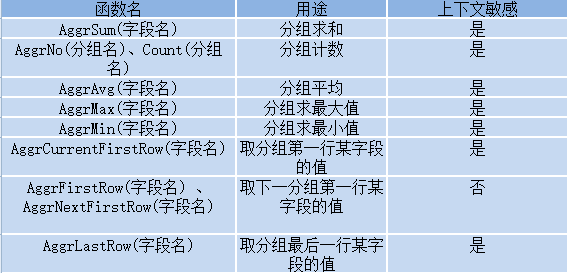 函数名 用途 上下文敏感
AggrSum(字段名) 分组求和 是
AggrNo(分组名)、Count(分组
名) 分组计数 是
AggrAvg(字段名) 分组平均 是
AggrMax(字段名) 分组求最大值 是
AggrMin(字段名) 分组求最小值 是
AggrCurrentFirstRow(字段名) 取分组第一行某字段
的值 是
AggrFirstRow(字段名)、
AggrNextFirstRow(字段名) 取下一分组第一行某
字段的值 否
AggrLastRow(字段名) 取分组最后一行某字
段的值 是